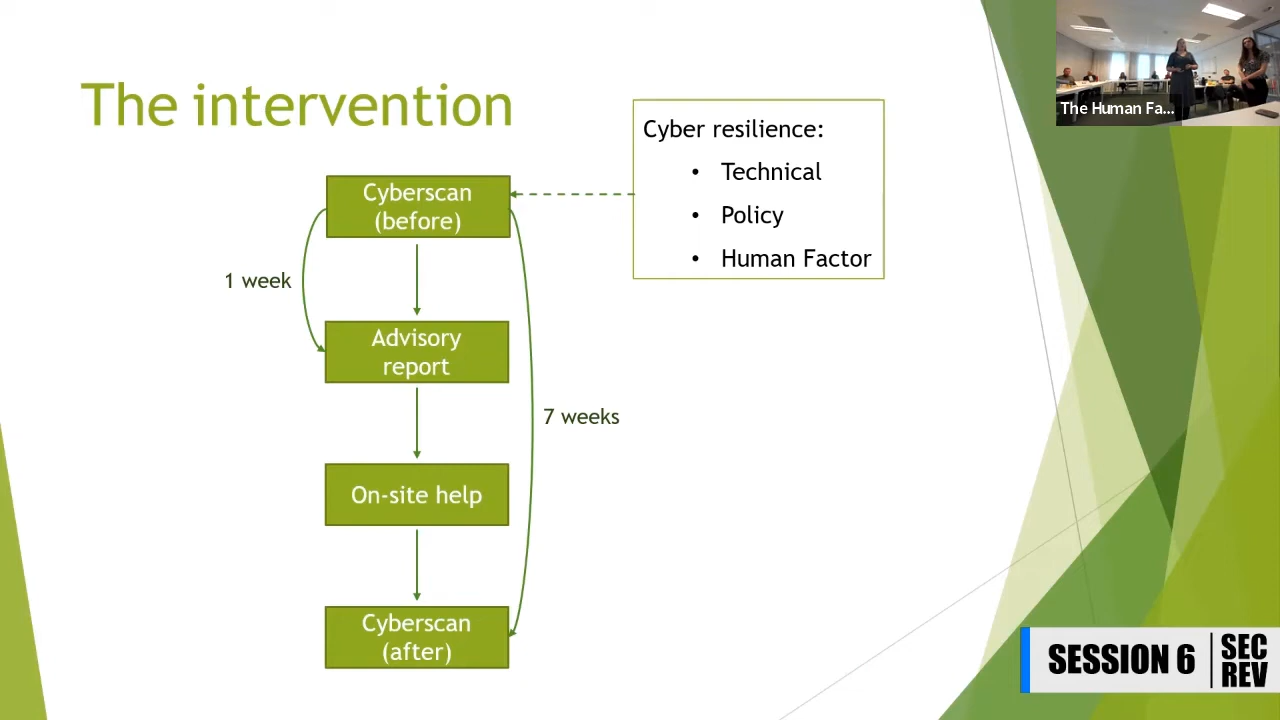 The intervention
Cyberscan
(before)
Cyber resilience:
• Technical
• Policy
• Human Factor
1 week
Advisory
report
7 weeks
On-site help
Cyberscan
(after)
The Human Fa...
SESSION 6
SEC
REV